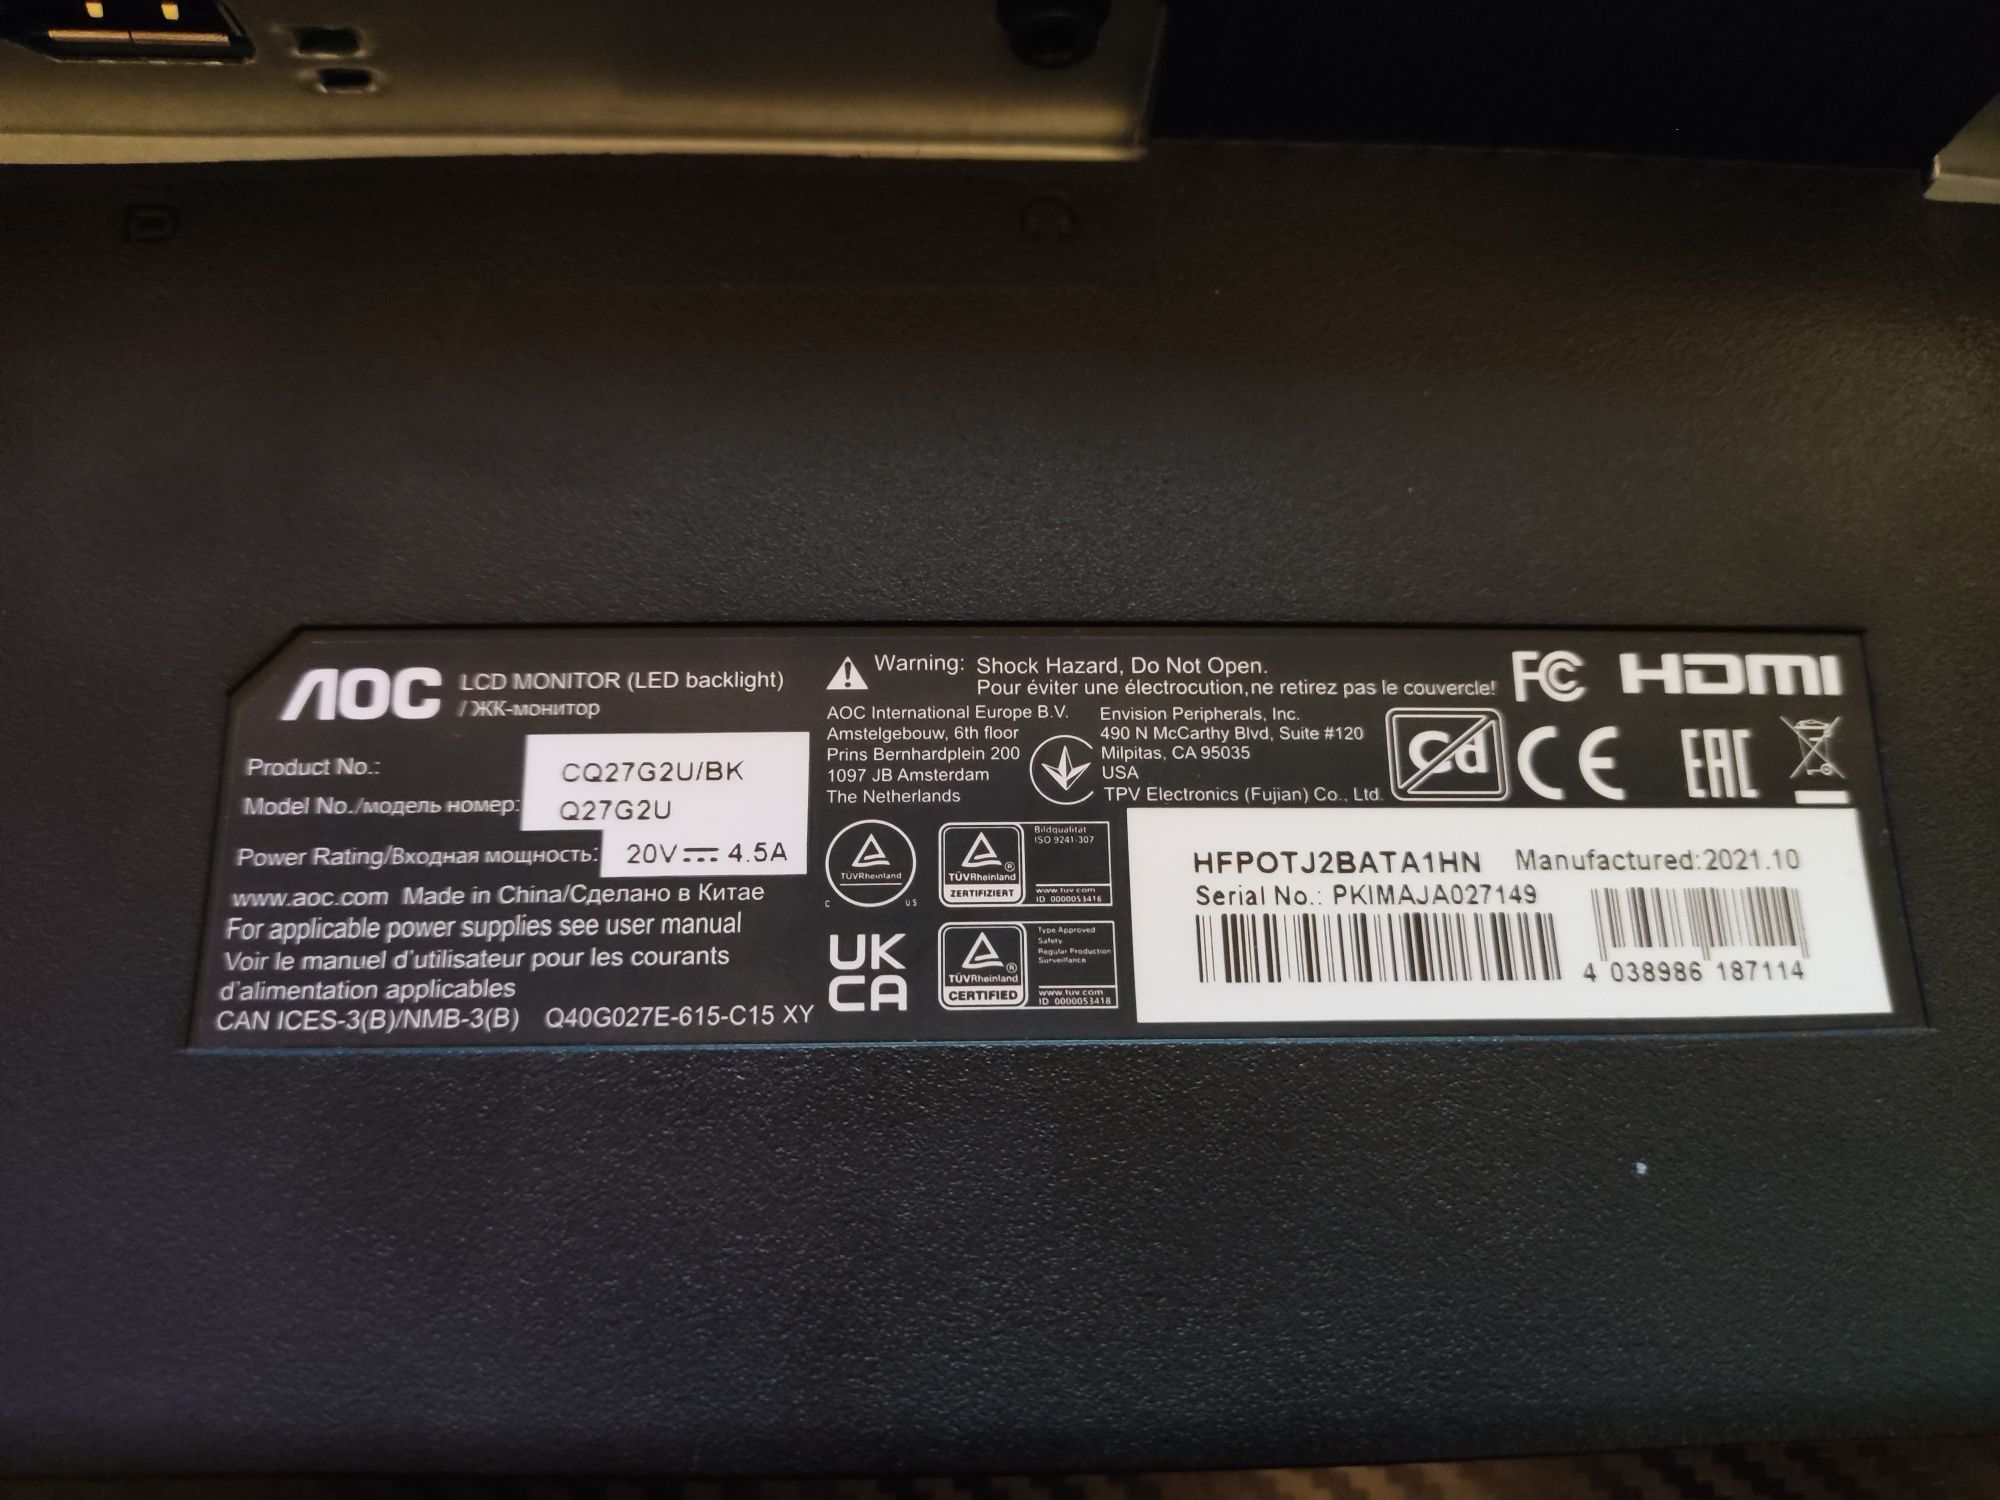 AOC LCD MONITOR (LED backlight)
/ ЖК-монитор
Product No.: CQ27G2U/BK
Model No./модель номер: Q27G2U
Power Rating/Входная мощность: 20V 4.5A
www.aoc.com Made in China/Сделано в Китае
For applicable power supplies see user manual
Voir le manuel d'utilisateur pour les courants
d'alimentation applicables
CAN ICES-3(B)/NMB-3(B) Q40G027E-615-C15 XY
Warning: Shock Hazard, Do Not Open.
Pour éviter une électrocution,ne retirez pas le couvercle!
AOC International Europe B.V.
Amstelgebouw, 6th floor
Prins Bernhardplein 200
1097 JB Amsterdam
The Netherlands
Envision Peripherals, Inc.
490 N McCarthy Blvd, Suite #120
Milpitas, CA 95035
USA
TPV Electronics (Fujian) Co., Ltd.
FC HDMI
Cd CE EAC
TÜVRheinland
C US
TÜVRheinland
ZERTIFIZIERT
Bildqualität
ISO 9241-307
www.tuv.com
ID 0000053416
UK
CA
TÜVRheinland
CERTIFIED
Type Approved
Safety
Regular Production
Surveillance
www.tuv.com
ID 0000053418
HFPOTJ2BATA1HN Manufactured:2021.10
Serial No.: PKIMAJA027149
4 038986 187114